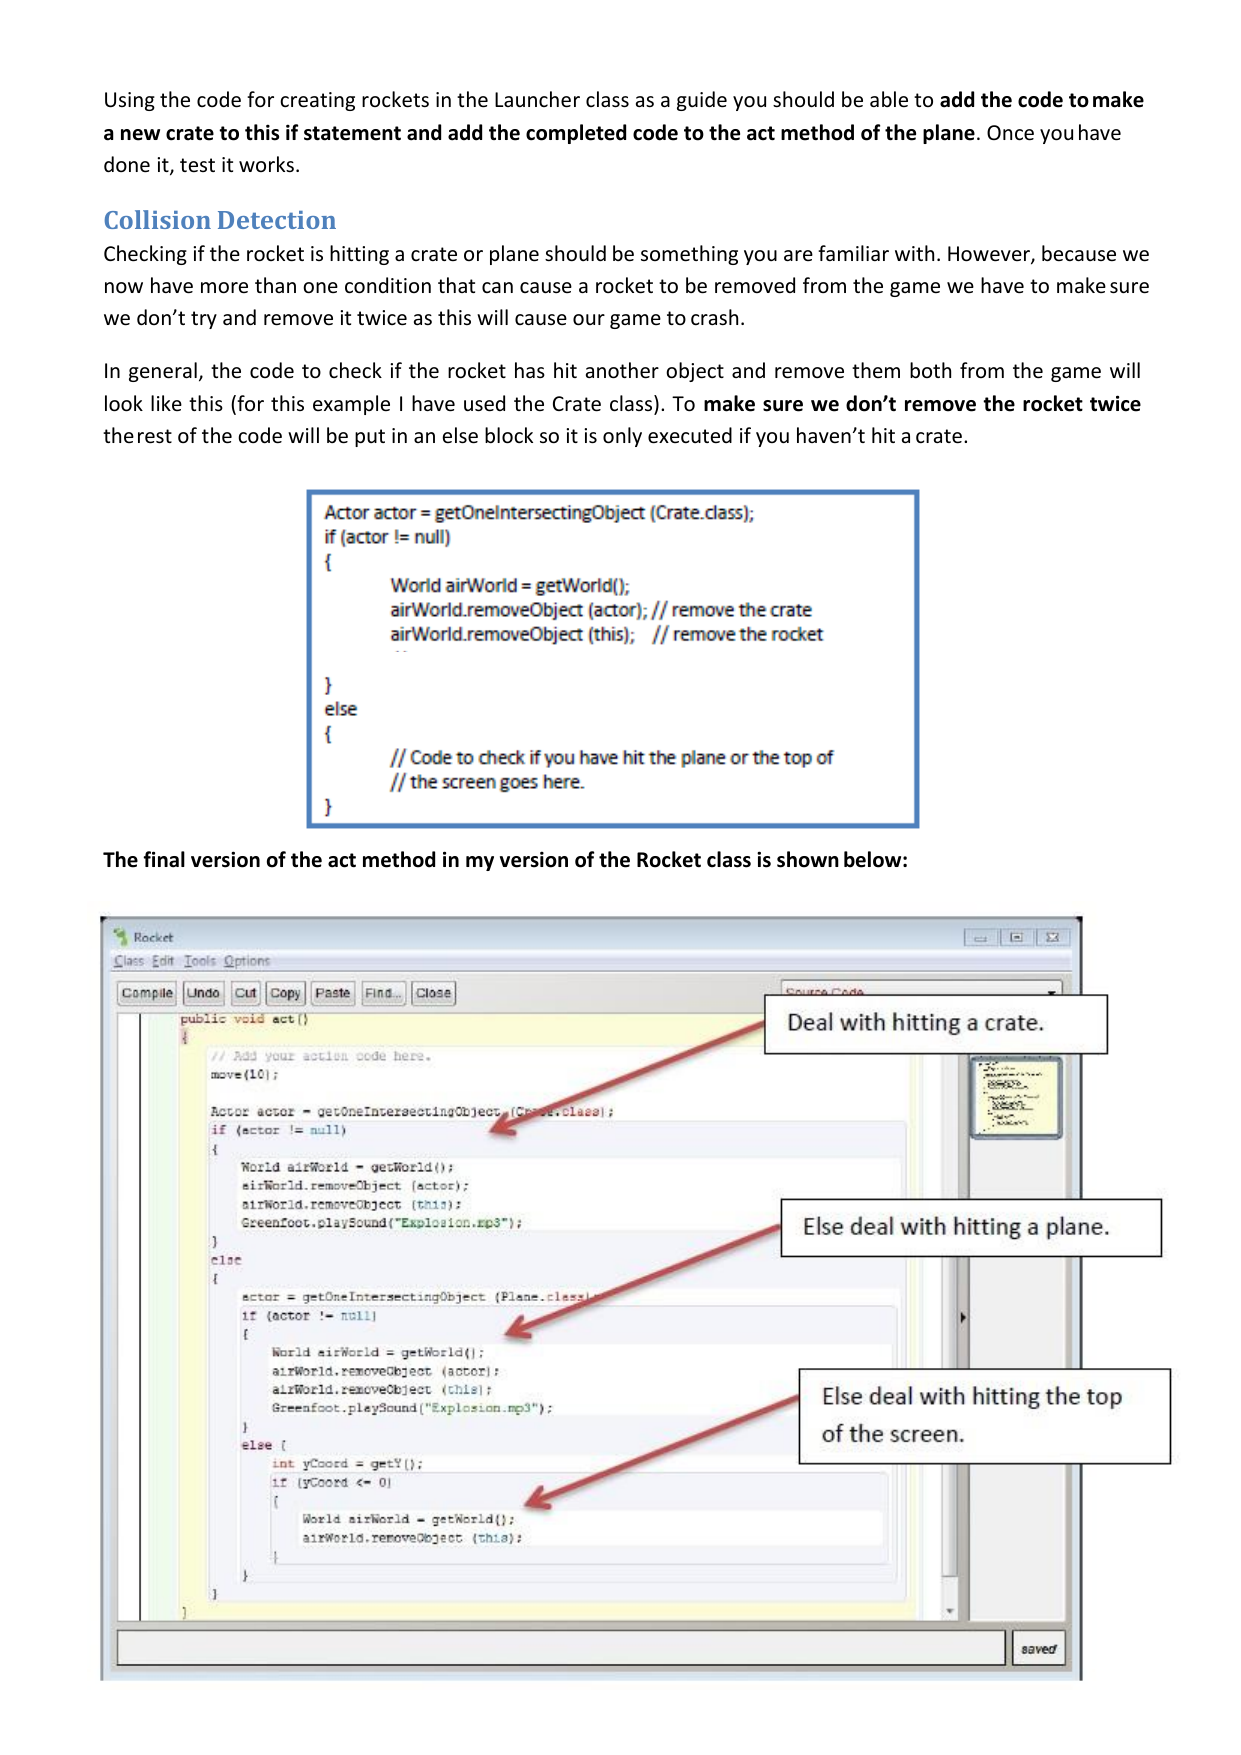 Using the code for creating rockets in the Launcher class as a guide you should be able to add the code to make
a new crate to this if statement and add the completed code to the act method of the plane. Once you have
done it, test it works.
Collision Detection
Checking if the rocket is hitting a crate or plane should be something you are familiar with. However, because we
now have more than one condition that can cause a rocket to be removed from the game we have to make sure
we don’t try and remove it twice as this will cause our game to crash.
In general, the code to check if the rocket has hit another object and remove them both from the game will
look like this (for this example I have used the Crate class). To make sure we don’t remove the rocket twice
the rest of the code will be put in an else block so it is only executed if you haven’t hit a crate.
Actor actor = getOneIntersectingObject (Crate.class);
if (actor != null)
{
World airWorld = getWorld();
airWorld.removeObject (actor); // remove the crate
airWorld.removeObject (this); // remove the rocket
}
else
{
// Code to check if you have hit the plane or the top of
// the screen goes here.
}
The final version of the act method in my version of the Rocket class is shown below:
Rocket
Class Edit Tools Options
Compile Undo Cut Copy Paste Find... Close Source Code
public void act()
{
// Add your action code here.
move(10);
Actor actor = getOneIntersectingObject (Crate.class);
if (actor != null)
{
World airWorld = getWorld();
airWorld.removeObject (actor);
airWorld.removeObject (this);
Greenfoot.playSound("Explosion.mp3");
}
else
{
actor = getOneIntersectingObject (Plane.class);
if (actor != null)
{
World airWorld = getWorld();
airWorld.removeObject (actor);
airWorld.removeObject (this);
Greenfoot.playSound("Explosion.mp3");
}
else {
int yCoord = getY();
if (yCoord <= 0)
{
World airWorld = getWorld();
airWorld.removeObject (this);
}
}
}
}
Deal with hitting a crate.
Else deal with hitting a plane.
Else deal with hitting the top
of the screen.
saved